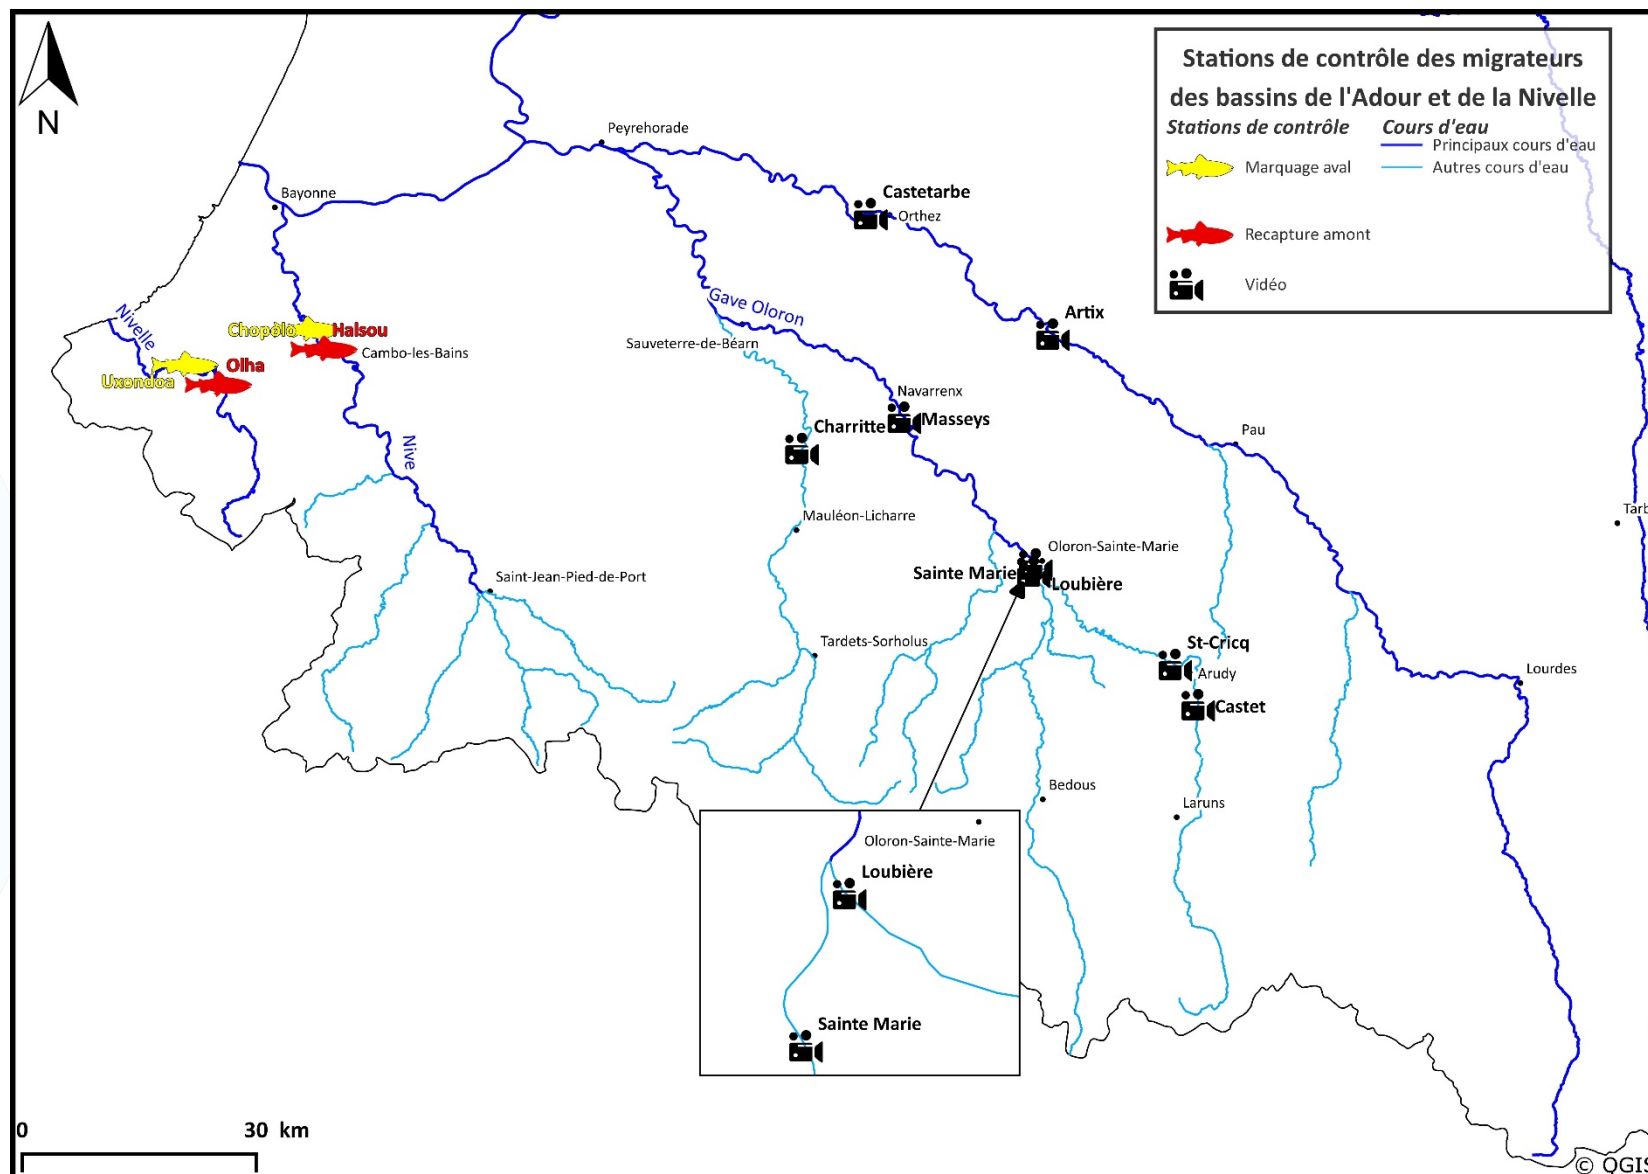 Stations de contrôle des migrateurs
des bassins de l'Adour et de la Nivelle
Stations de contrôle Cours d'eau
Principaux cours d'eau
Marquage aval Autres cours d'eau
Recapture amont
Vidéo
N
Peyrehorade
Bayonne
Castetarbe
Orthez
Nivelle
Gave Oloron
Artix
Chopolo Halsou
Cambo-les-Bains
Sauveterre-de-Béarn
Olha
Uxondoa
Navarrenx
Masseys
Charritte
Pau
Nive
Mauléon-Licharre
Tarb
Oloron-Sainte-Marie
Sainte Marie
Loubière
Saint-Jean-Pied-de-Port
Tardets-Sorholus
St-Cricq
Arudy
Lourdes
Castet
Bedous
Laruns
Oloron-Sainte-Marie
Loubière
Sainte Marie
0 30 km
© QGIS